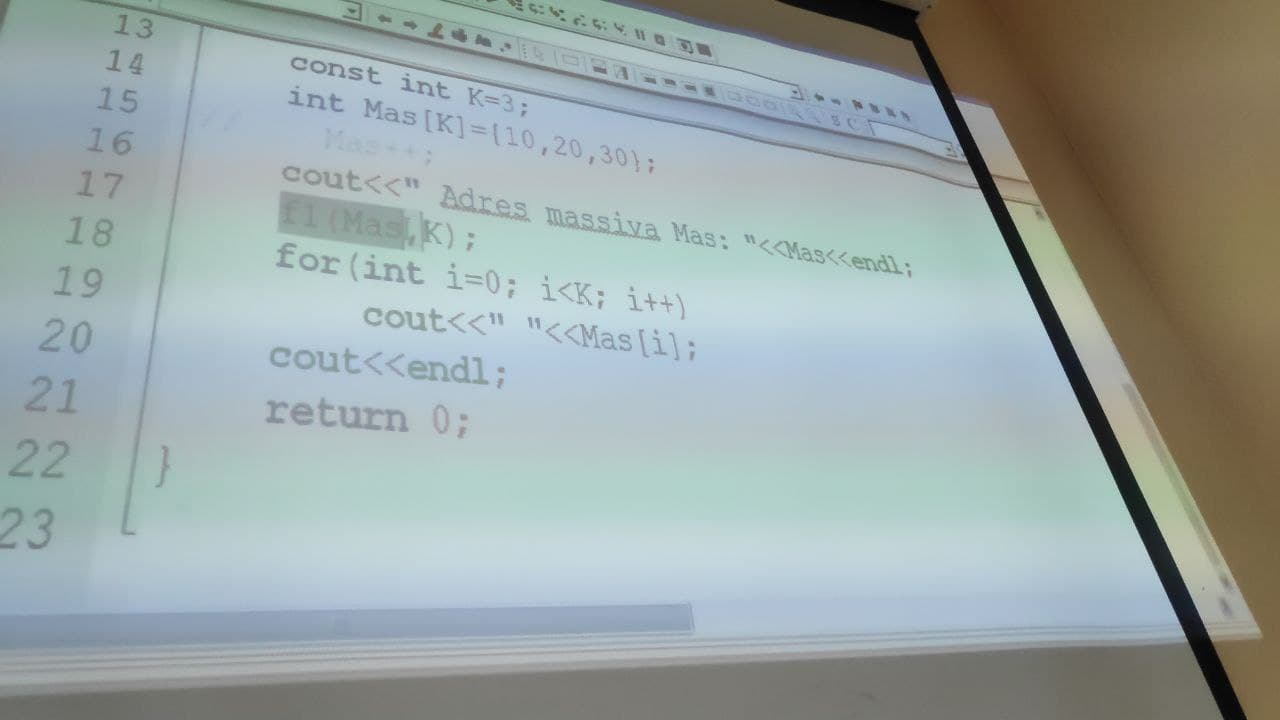 13
14 const int K=3;
15 int Mas[K]={10,20,30};
16 // Mas++;
17 cout<<" Adres massiva Mas: "<<Mas<<endl;
18 f1(Mas,K);
19 for(int i=0; i<K; i++)
20 cout<<" "<<Mas[i];
21 cout<<endl;
22 return 0;
23 }